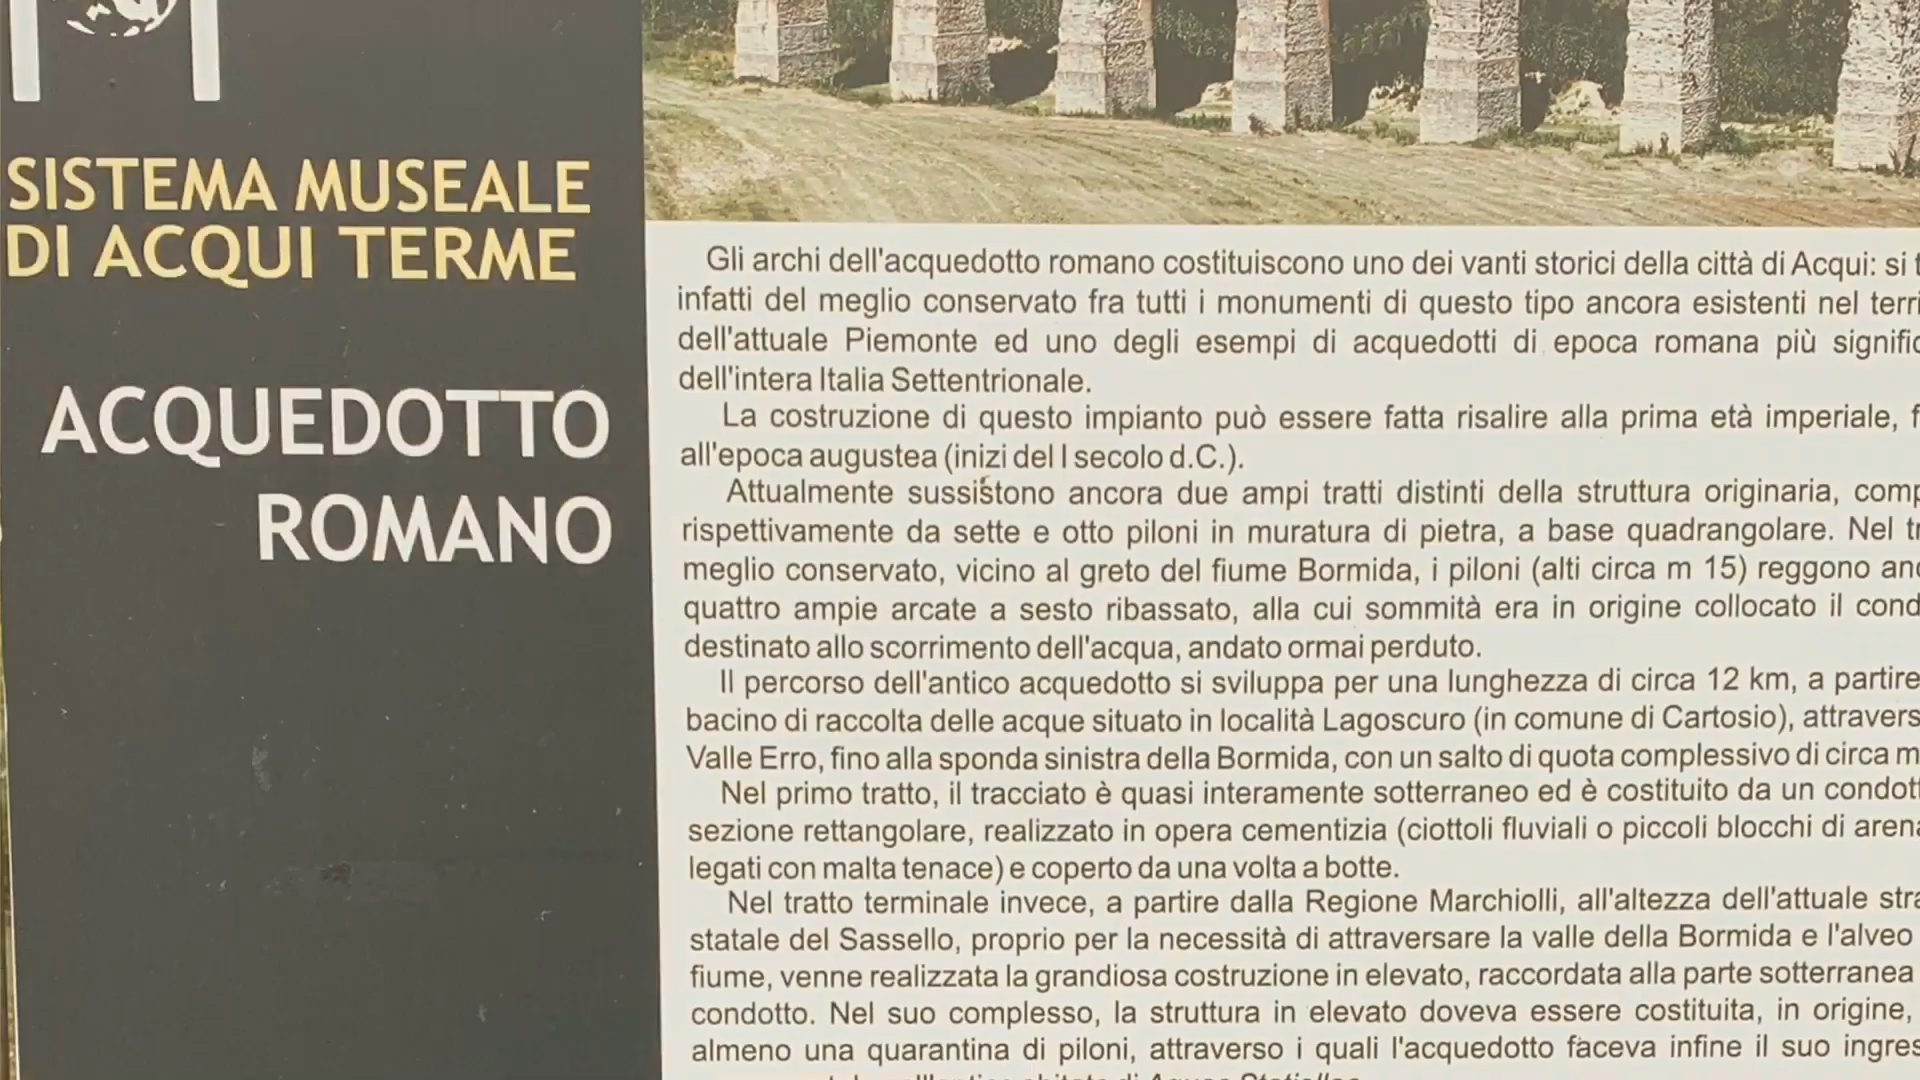 SISTEMA MUSEALE
DI ACQUI TERME
ACQUEDOTTO
ROMANO
Gli archi dell'acquedotto romano costituiscono uno dei vanti storici della città di Acqui: si
infatti del meglio conservato fra tutti i monumenti di questo tipo ancora esistenti nel
dell'attuale Piemonte ed uno degli esempi di acquedotti di epoca romana più
dell'intera Italia Settentrionale.
La costruzione di questo impianto può essere fatta risalire alla prima età imperiale,
all'epoca augustea (inizi del I secolo d.C.).
Attualmente sussistono ancora due ampi tratti distinti della struttura originaria,
rispettivamente da sette e otto piloni in muratura di pietra, a base quadrangolare. Nel
meglio conservato, vicino al greto del fiume Bormida, i piloni (alti circa m 15) reggono
quattro ampie arcate a sesto ribassato, alla cui sommità era in origine collocato il
destinato allo scorrimento dell'acqua, andato ormai perduto.
Il percorso dell'antico acquedotto si sviluppa per una lunghezza di circa 12 km, a partire
bacino di raccolta delle acque situato in località Lagoscuro (in comune di Cartosio),
Valle Erro, fino alla sponda sinistra della Bormida, con un salto di quota complessivo di circa m
Nel primo tratto, il tracciato è quasi interamente sotterraneo ed è costituito da un
sezione rettangolare, realizzato in opera cementizia (ciottoli fluviali o piccoli blocchi di
legati con malta tenace) e coperto da una volta a botte.
Nel tratto terminale invece, a partire dalla Regione Marchiolli, all'altezza dell'attuale
statale del Sassello, proprio per la necessità di attraversare la valle della Bormida e l'alveo
fiume, venne realizzata la grandiosa costruzione in elevato, raccordata alla parte sotterranea
condotto. Nel suo complesso, la struttura in elevato doveva essere costituita, in origine,
almeno una quarantina di piloni, attraverso i quali l'acquedotto faceva infine il suo